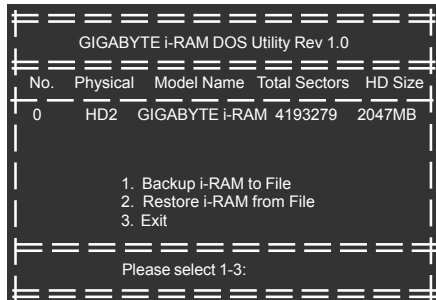 GIGABYTE i-RAM DOS Utility Rev 1.0
No. Physical Model Name Total Sectors HD Size
0 HD2 GIGABYTE i-RAM 4193279 2047MB
1. Backup i-RAM to File
2. Restore i-RAM from File
3. Exit
Please select 1-3: